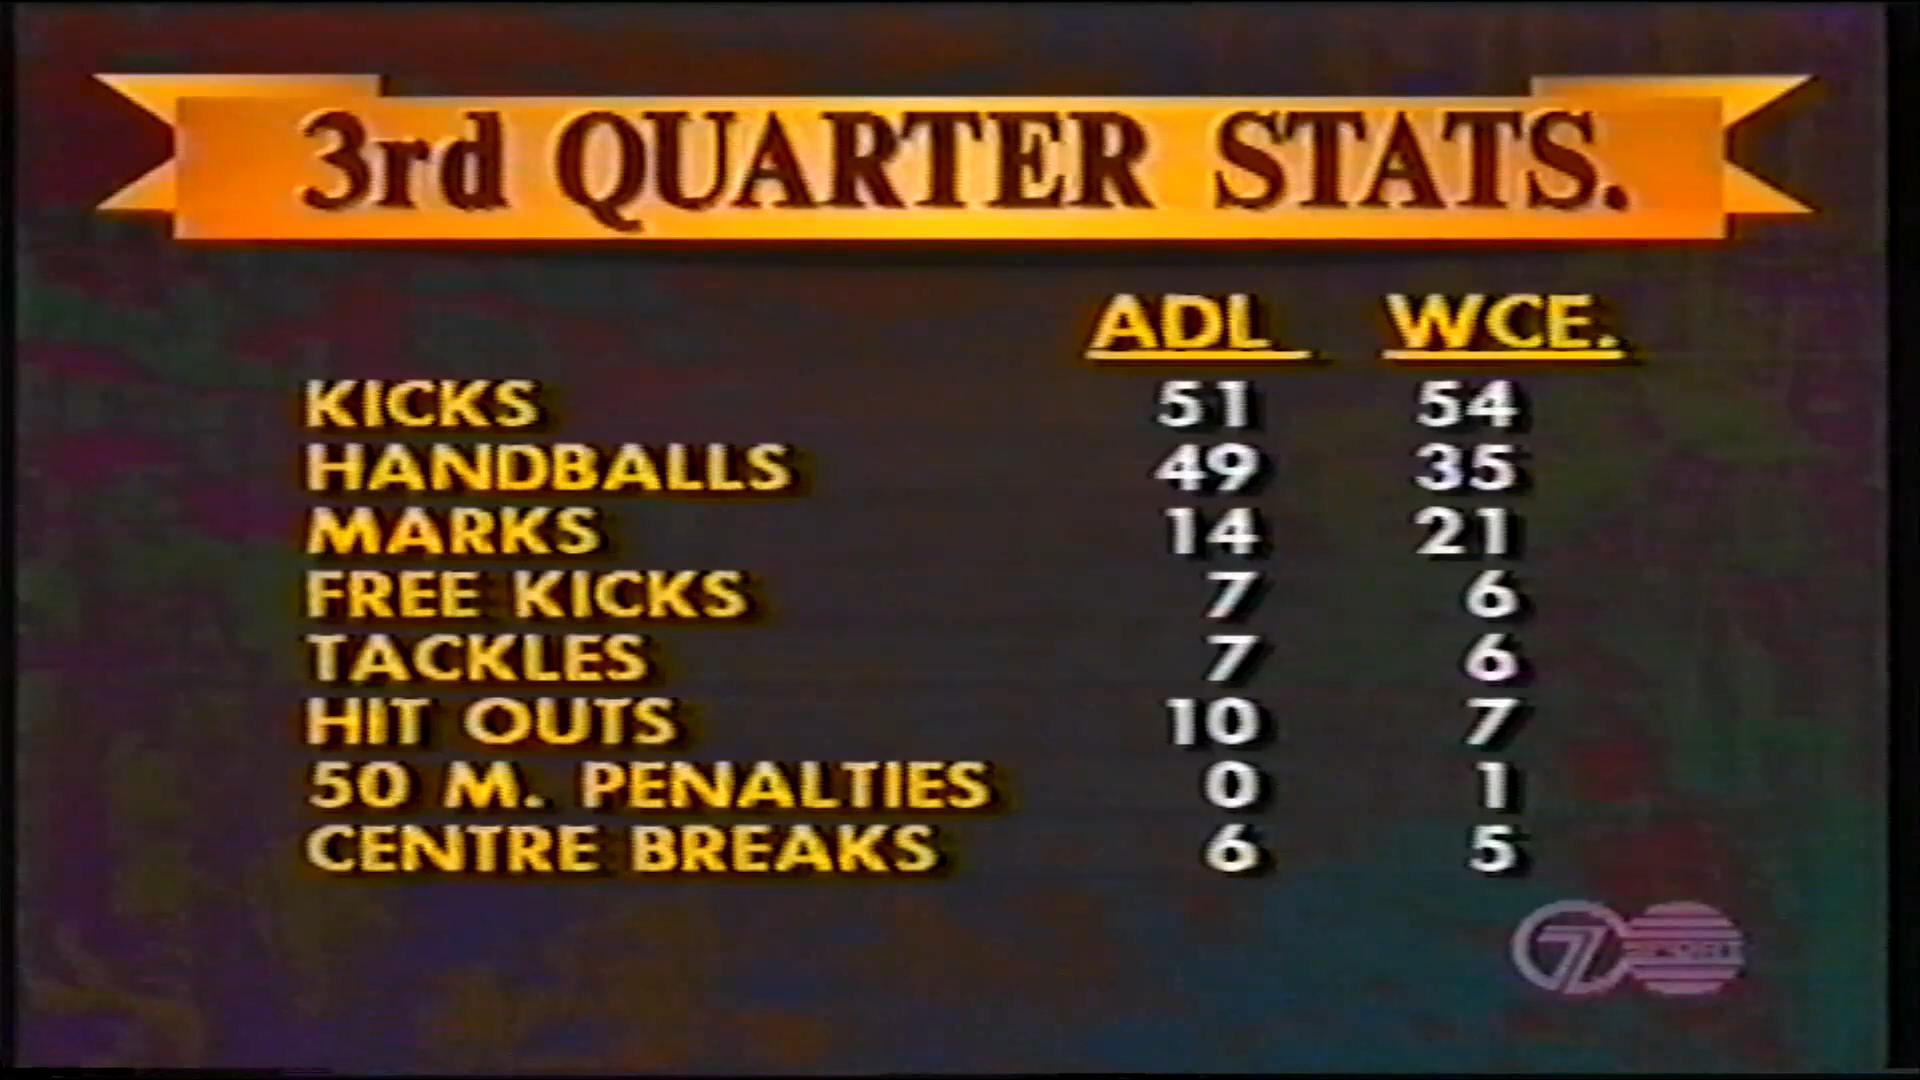 3rd QUARTER STATS.
ADL WCE.
KICKS 51 54
HANDBALLS 49 35
MARKS 14 21
FREE KICKS 7 6
TACKLES 7 6
HIT OUTS 10 7
50 M. PENALTIES 0 1
CENTRE BREAKS 6 5
7